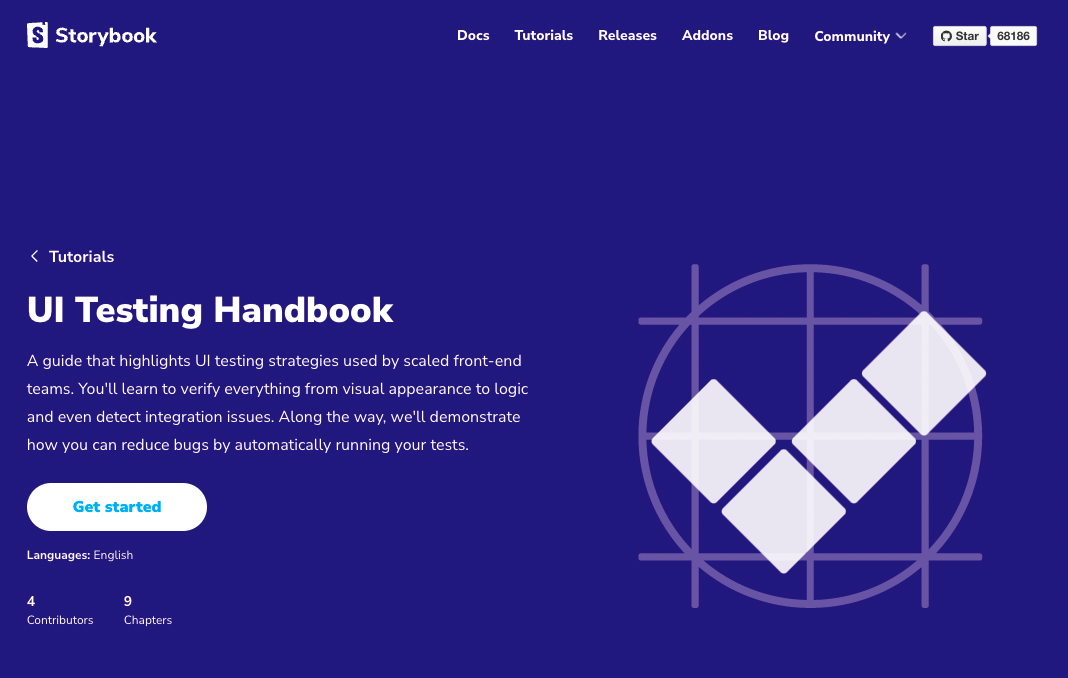 Storybook
Docs Tutorials Releases Addons Blog Community Star 68186
Tutorials
UI Testing Handbook
A guide that highlights UI testing strategies used by scaled front-end
teams. You'll learn to verify everything from visual appearance to logic
and even detect integration issues. Along the way, we'll demonstrate
how you can reduce bugs by automatically running your tests.
Get started
Languages: English
4 9
Contributors Chapters